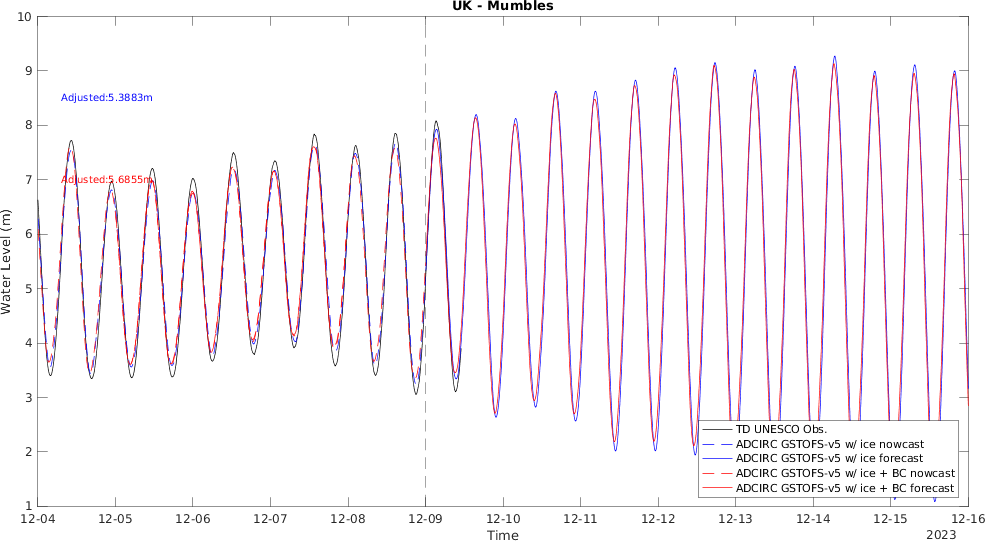 UK - Mumbles
10
9
8
7
6
5
4
3
2
1
Water Level (m)
Adjusted:5.3883m
Adjusted:5.6855m
TD UNESCO Obs.
ADCIRC GSTOFS-v5 w/ ice nowcast
ADCIRC GSTOFS-v5 w/ ice forecast
ADCIRC GSTOFS-v5 w/ ice + BC nowcast
ADCIRC GSTOFS-v5 w/ ice + BC forecast
12-04 12-05 12-06 12-07 12-08 12-09 12-10 12-11 12-12 12-13 12-14 12-15 12-16
Time
2023